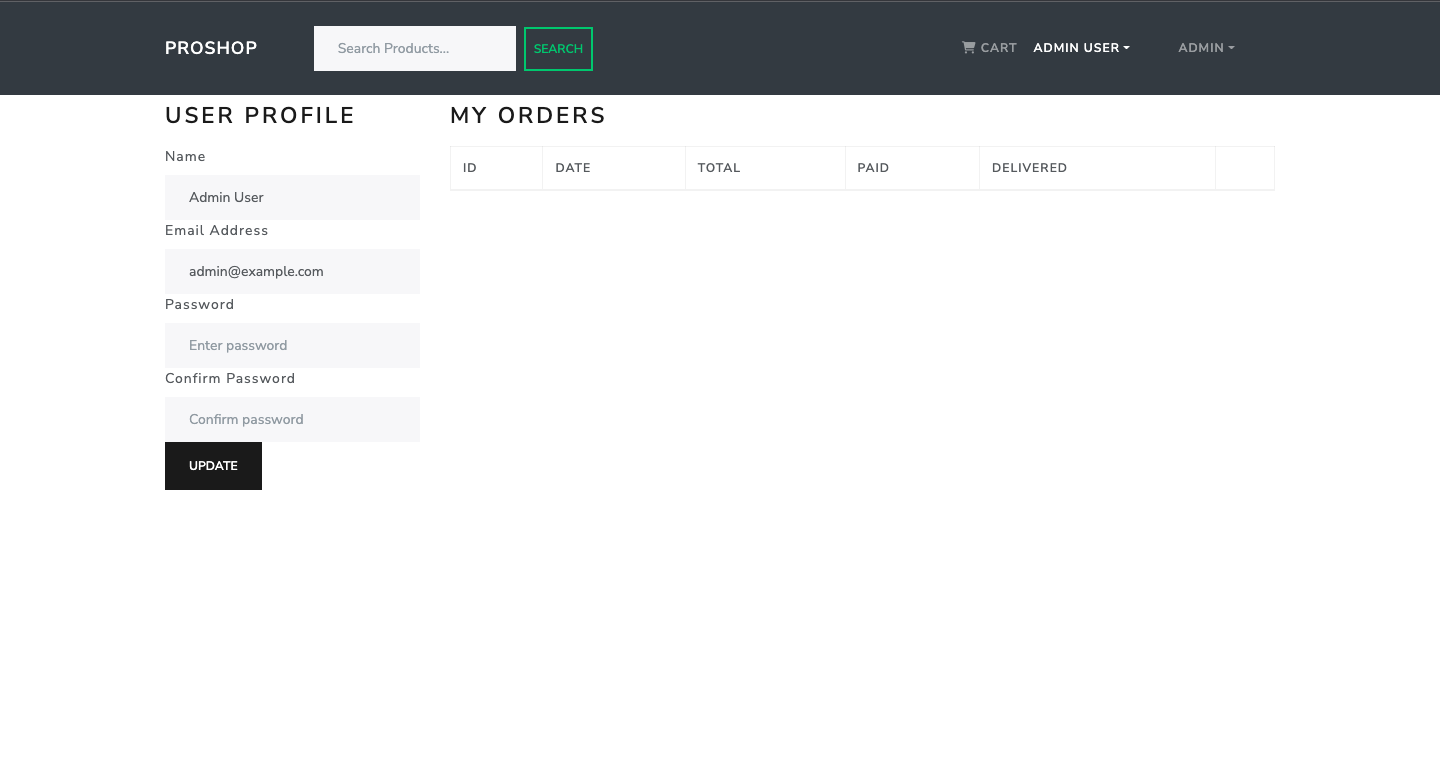 PROSHOP
Search Products...
SEARCH
CART
ADMIN USER
ADMIN
USER PROFILE
Name
Admin User
Email Address
admin@example.com
Password
Enter password
Confirm Password
Confirm password
UPDATE
MY ORDERS
ID DATE TOTAL PAID DELIVERED